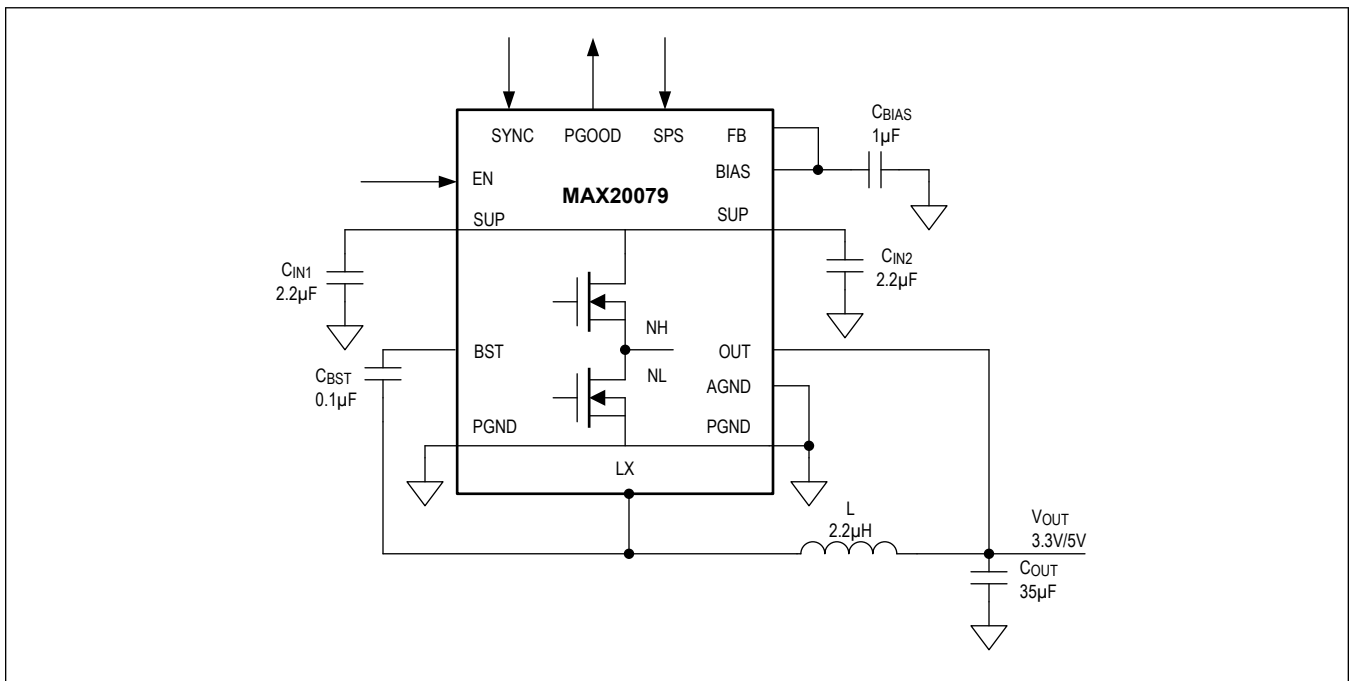 SYNC PGOOD SPS FB
CBIAS
1µF
EN
BIAS
MAX20079
SUP
SUP
CIN1
2.2µF
CIN2
2.2µF
NH
BST
OUT
NL
CBST
0.1µF
AGND
PGND
PGND
LX
L
2.2µH
VOUT
3.3V/5V
COUT
35µF